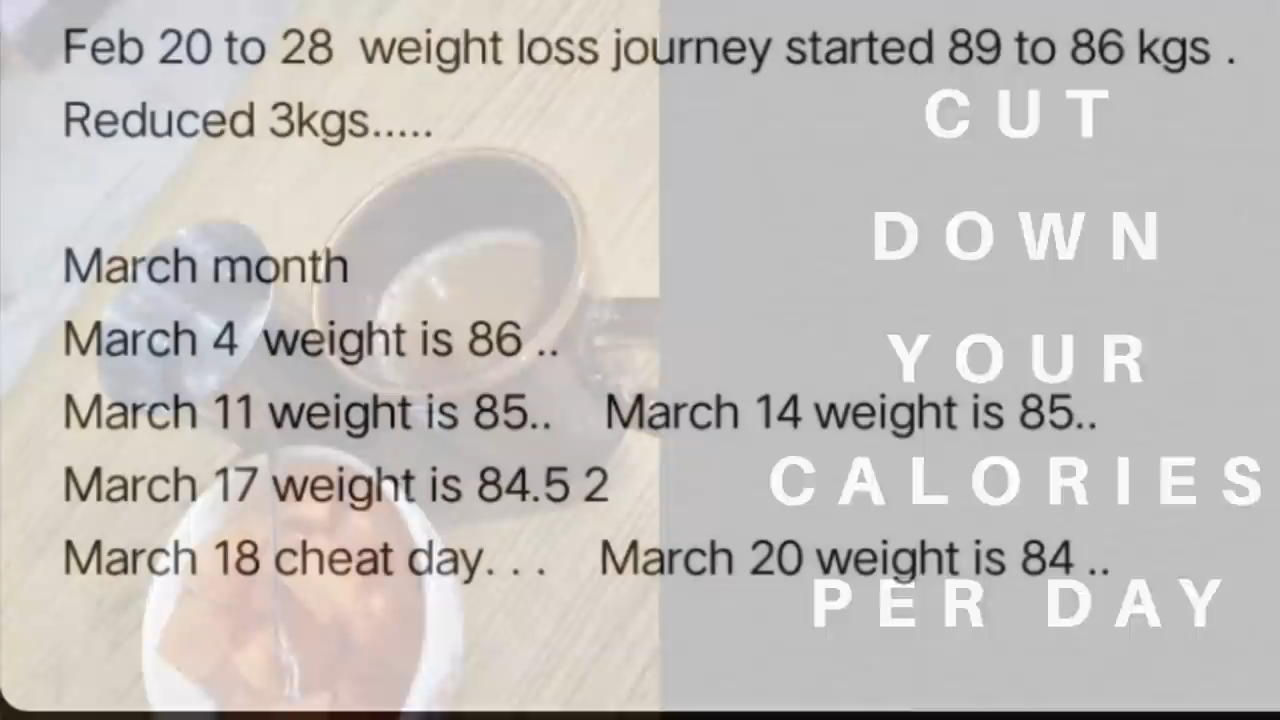 Feb 20 to 28  weight loss journey started 89 to 86 kgs .
Reduced 3kgs.....
March month
March 4  weight is 86 ..
March 11 weight is 85..    March 14 weight is 85..
March 17 weight is 84.5 2
March 18 cheat day. . .    March 20 weight is 84 ..
CUT
DOWN
YOUR
CALORIES
PER DAY